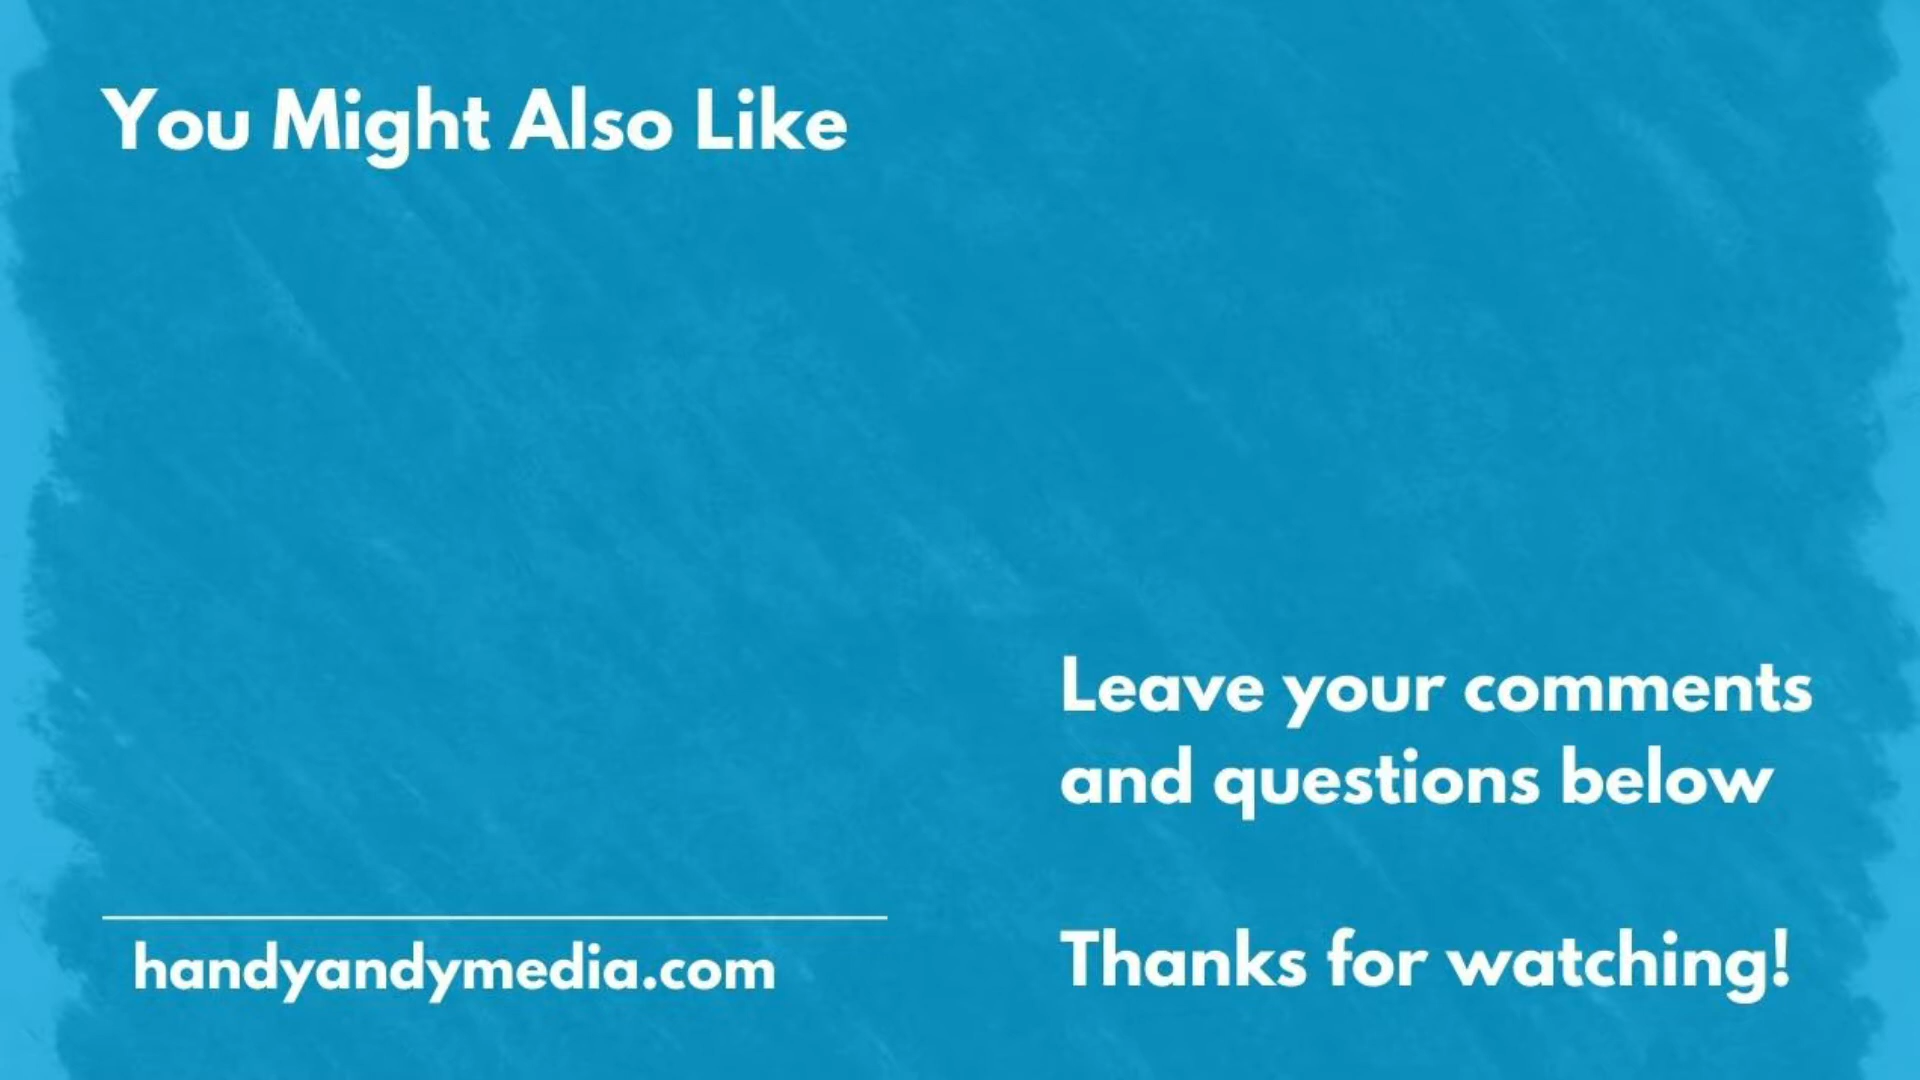 You Might Also Like
Leave your comments
and questions below
handyandymedia.com
Thanks for watching!